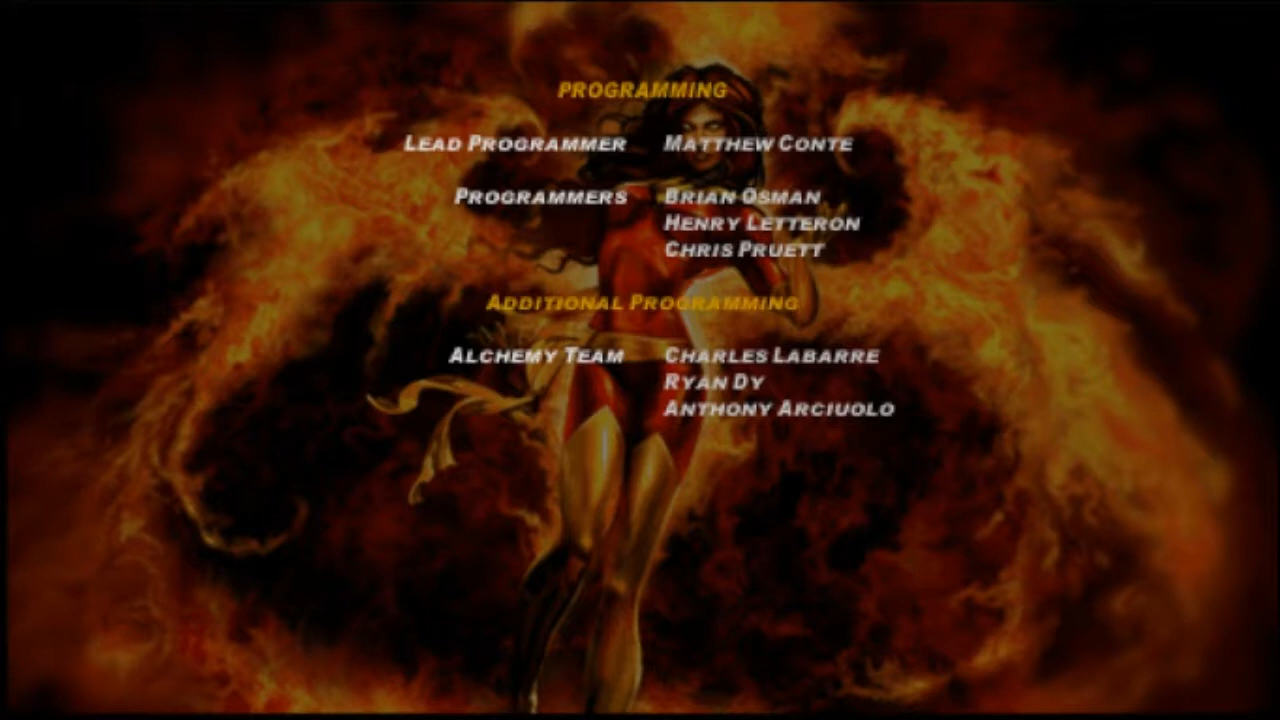 PROGRAMMING
LEAD PROGRAMMER MATTHEW CONTE
PROGRAMMERS BRIAN OSMAN
HENRY LETTERON
CHRIS PRUETT
ADDITIONAL PROGRAMMING
ALCHEMY TEAM CHARLES LABARRE
RYAN DY
ANTHONY ARCIUOLO